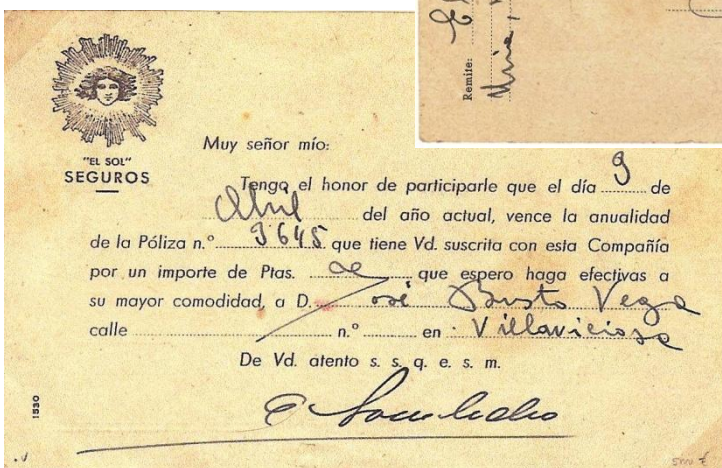 Remite:
"EL SOL"
SEGUROS
Muy señor mío:
Tengo el honor de participarle que el día 9 de
Abril del año actual, vence la anualidad
de la Póliza n.º 9645 que tiene Vd. suscrita con esta Compañía
por un importe de Ptas. que espero haga efectivas a
su mayor comodidad, a D. José Busto Vega
calle n.º en Villaviciosa
De Vd. atento s. s. q. e. s. m.
1530